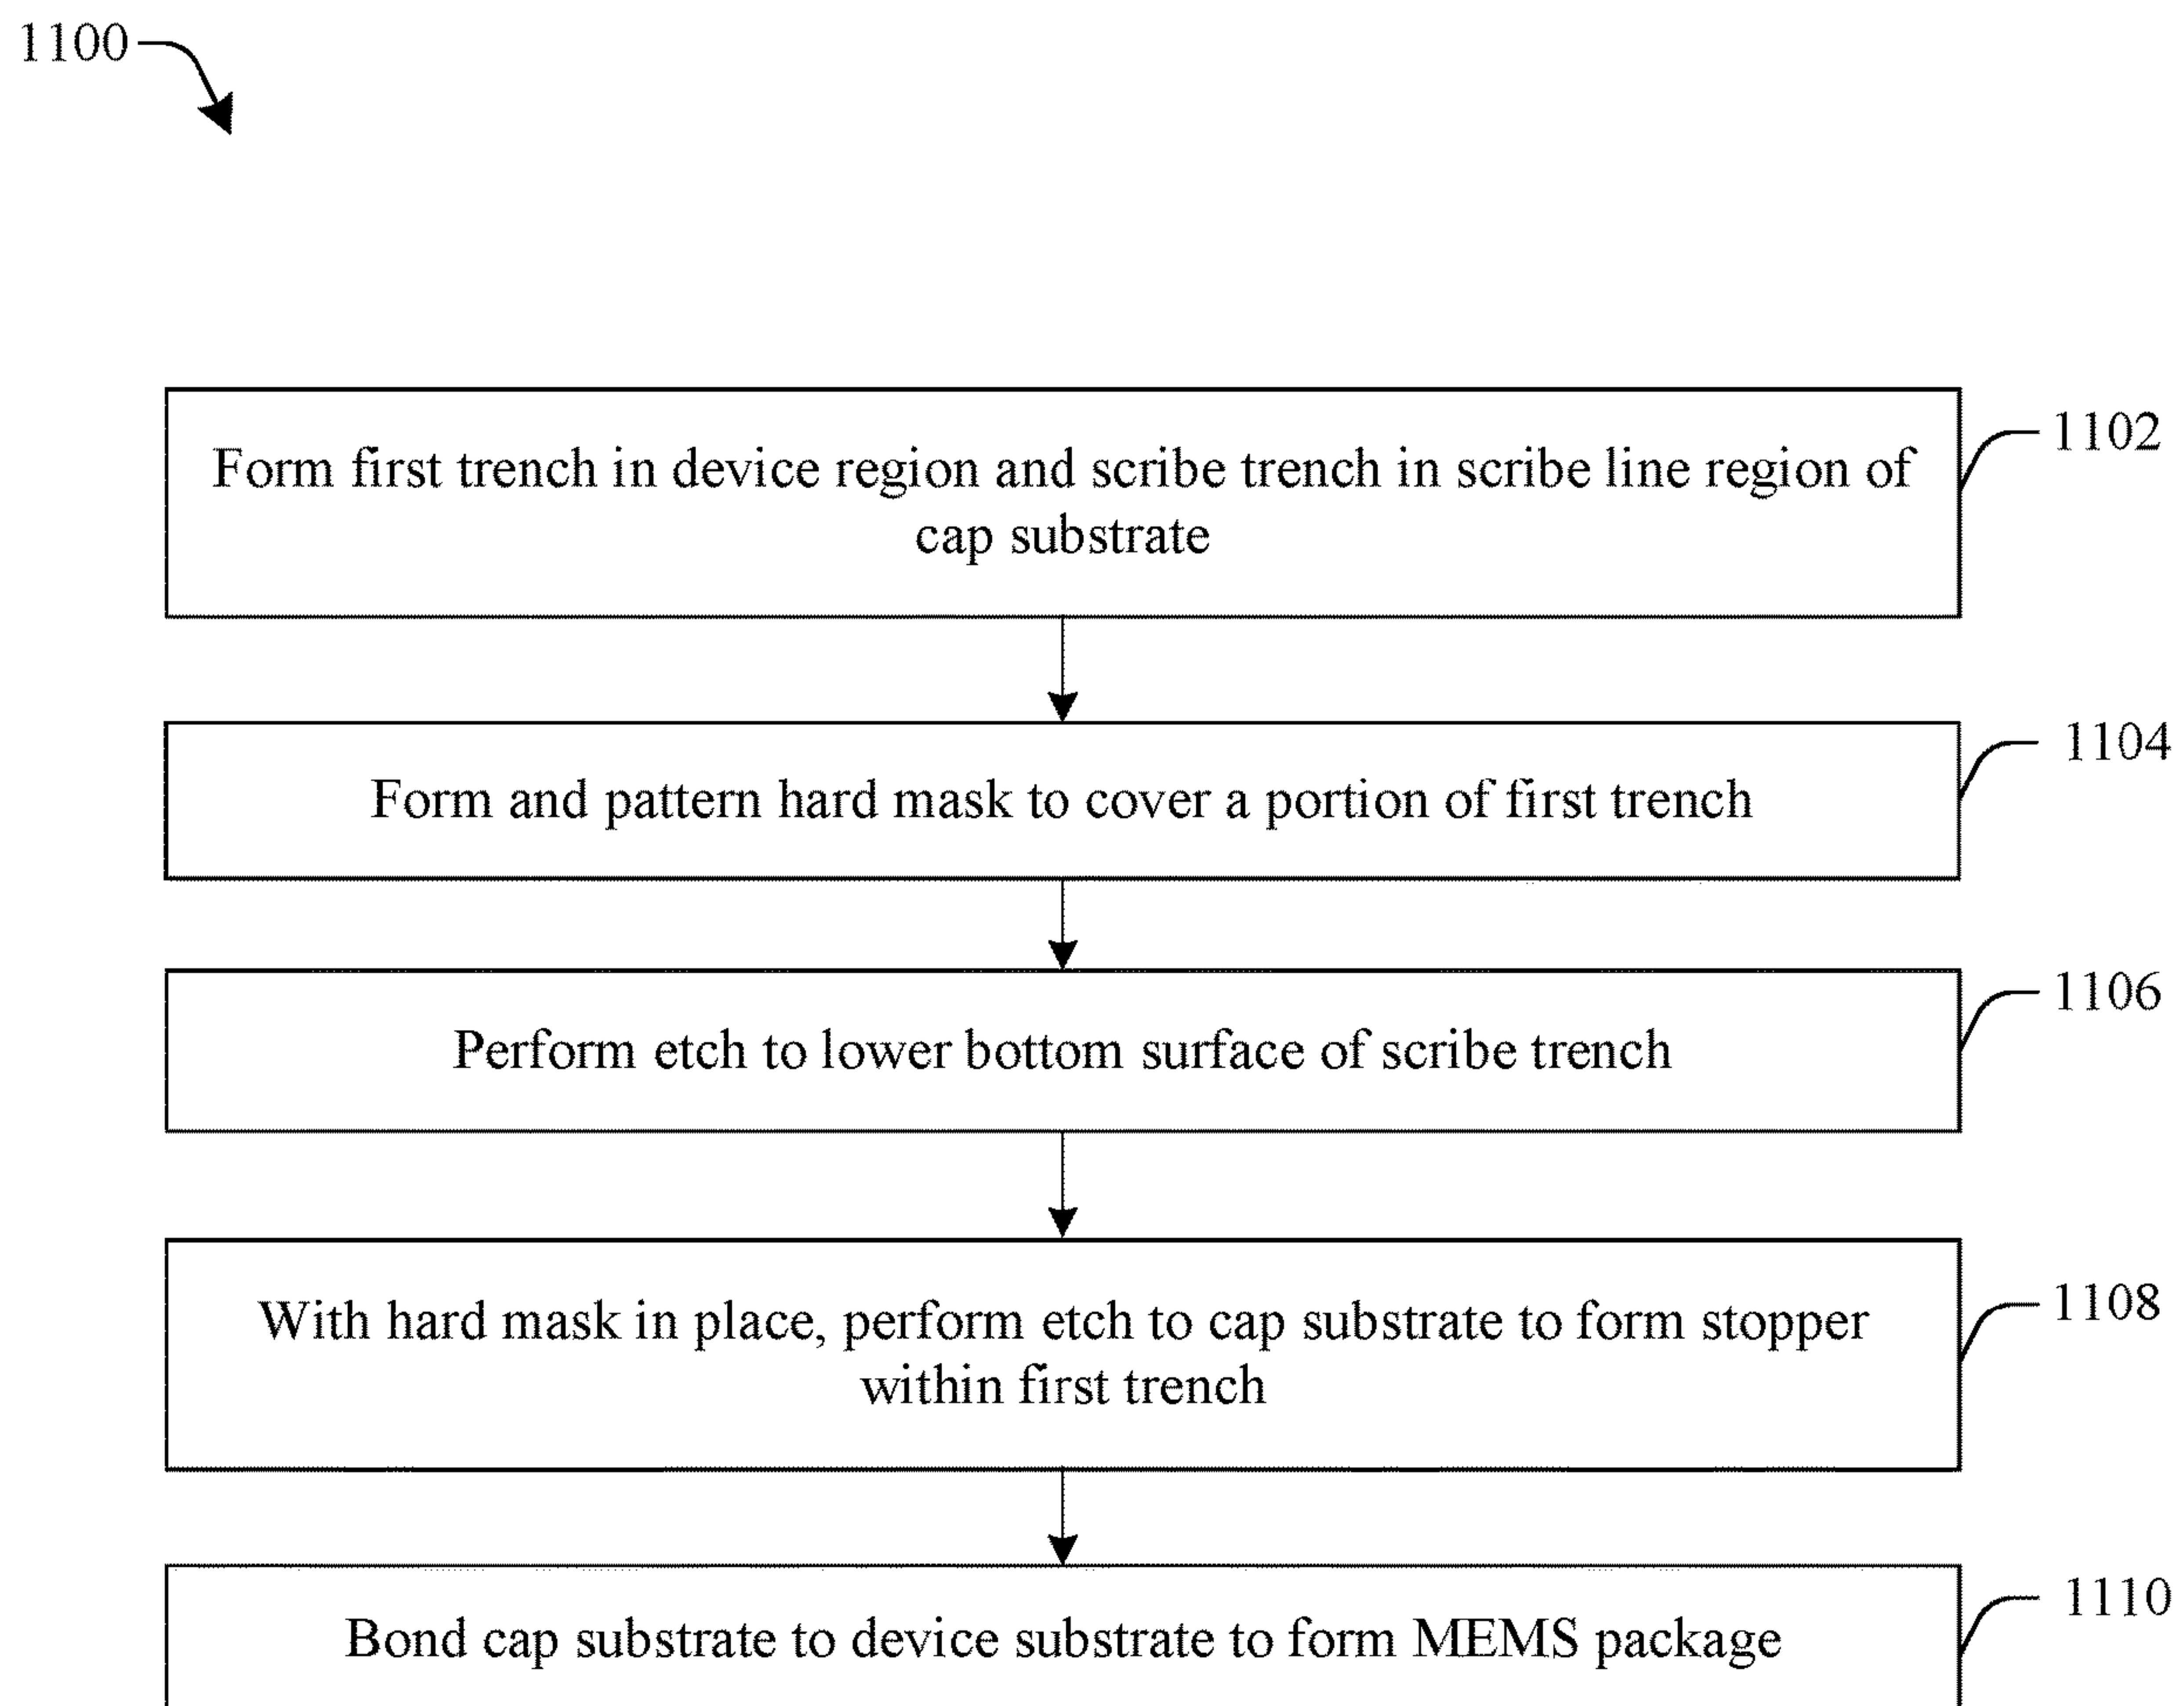 1100
Form first trench in device region and scribe trench in scribe line region of
cap substrate
1102
Form and pattern hard mask to cover a portion of first trench
1104
Perform etch to lower bottom surface of scribe trench
1106
With hard mask in place, perform etch to cap substrate to form stopper
within first trench
1108
Bond cap substrate to device substrate to form MEMS package
1110